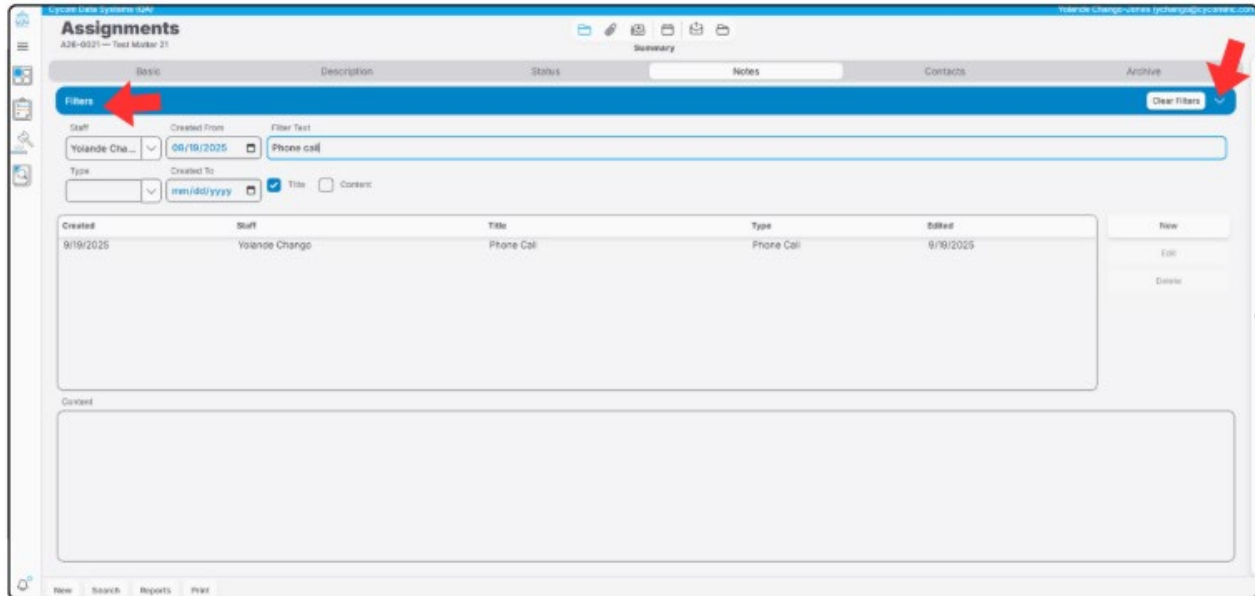 Cycom Data Systems (QA) Yolande Chango-Jones (ychango@cycominc.com
Assignments
A26-0021 — Test Matter 21
Summary
Basic Description Status Notes Contacts Archive
Filters Clear Filters
Staff Created From Filter Text
Yolande Cha... 09/19/2025 Phone call
Type Created To
mm/dd/yyyy Title Content
Created Staff Title Type Edited New
9/19/2025 Yolande Chango Phone Call Phone Call 9/19/2025
Edit
Delete
Content
New Search Reports Print